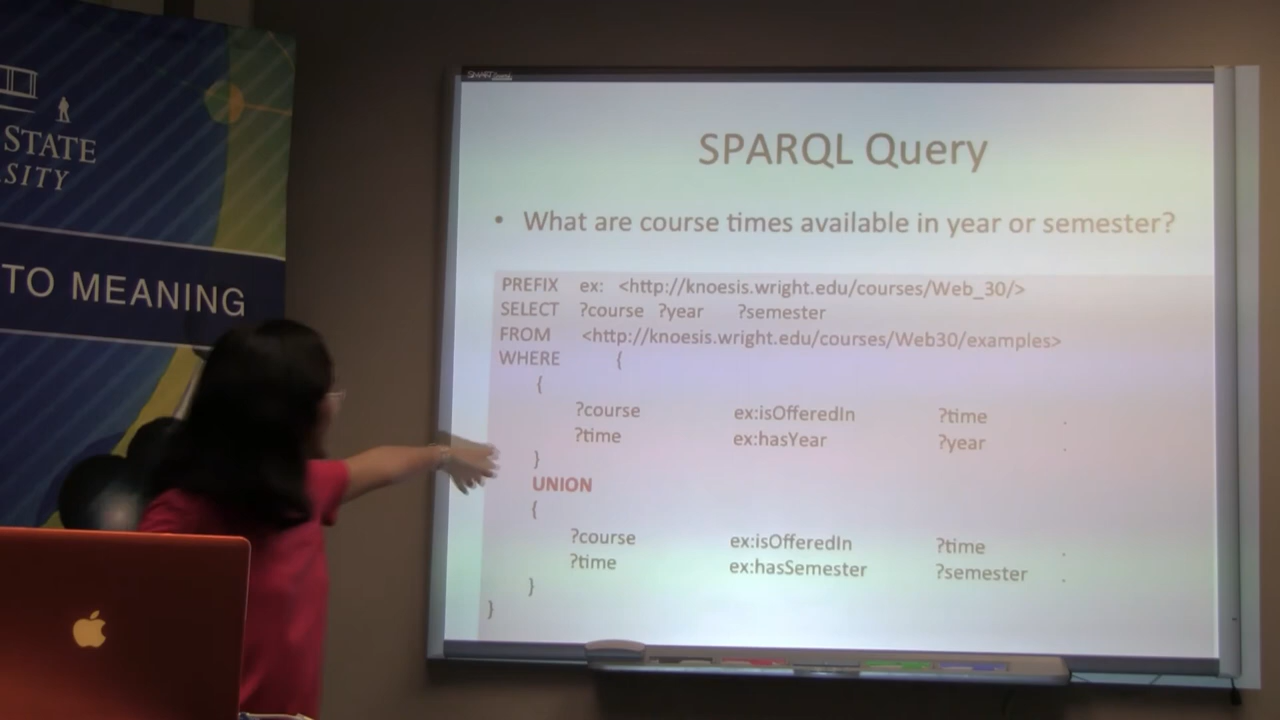 STATE
SITY
TO MEANING
SMART Board
SPARQL Query
• What are course times available in year or semester?
PREFIX ex: <http://knoesis.wright.edu/courses/Web_30/>
SELECT ?course ?year ?semester
FROM <http://knoesis.wright.edu/courses/Web30/examples>
WHERE {
{
?course ex:isOfferedIn ?time .
?time ex:hasYear ?year .
}
UNION
{
?course ex:isOfferedIn ?time .
?time ex:hasSemester ?semester .
}
}